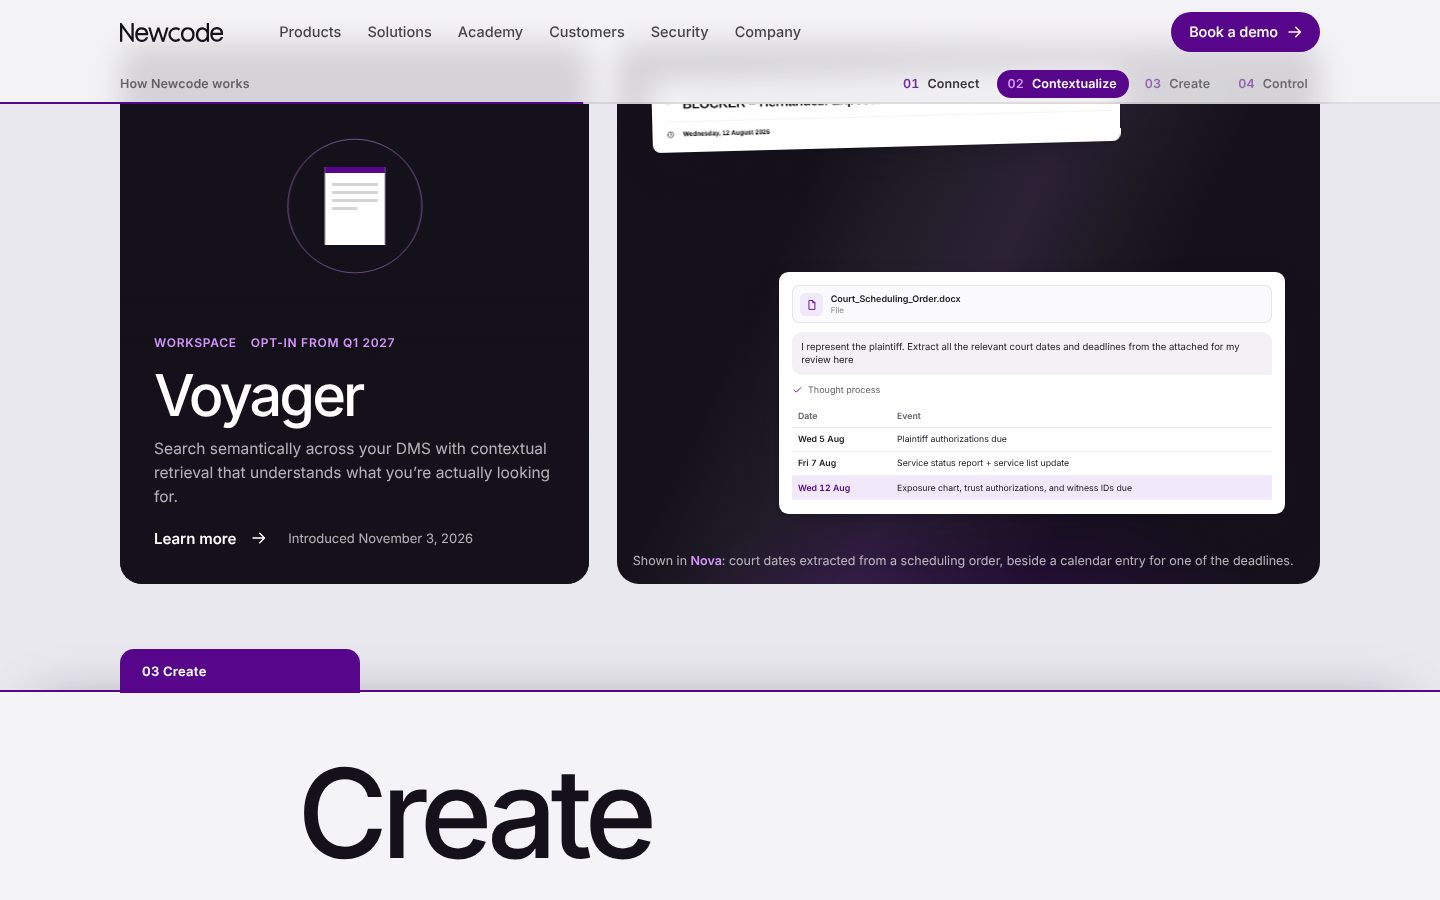 Newcode
Products Solutions Academy Customers Security Company
Book a demo
How Newcode works
01 Connect 02 Contextualize 03 Create 04 Control
BLOCKER
Wednesday, 12 August 2026
WORKSPACE OPT-IN FROM Q1 2027
Voyager
Search semantically across your DMS with contextual
retrieval that understands what you’re actually looking
for.
Learn more
Introduced November 3, 2026
Court_Scheduling_Order.docx
File
I represent the plaintiff. Extract all the relevant court dates and deadlines from the attached for my
review here
Thought process
Date Event
Wed 5 Aug Plaintiff authorizations due
Fri 7 Aug Service status report + service list update
Wed 12 Aug Exposure chart, trust authorizations, and witness IDs due
Shown in Nova: court dates extracted from a scheduling order, beside a calendar entry for one of the deadlines.
03 Create
Create